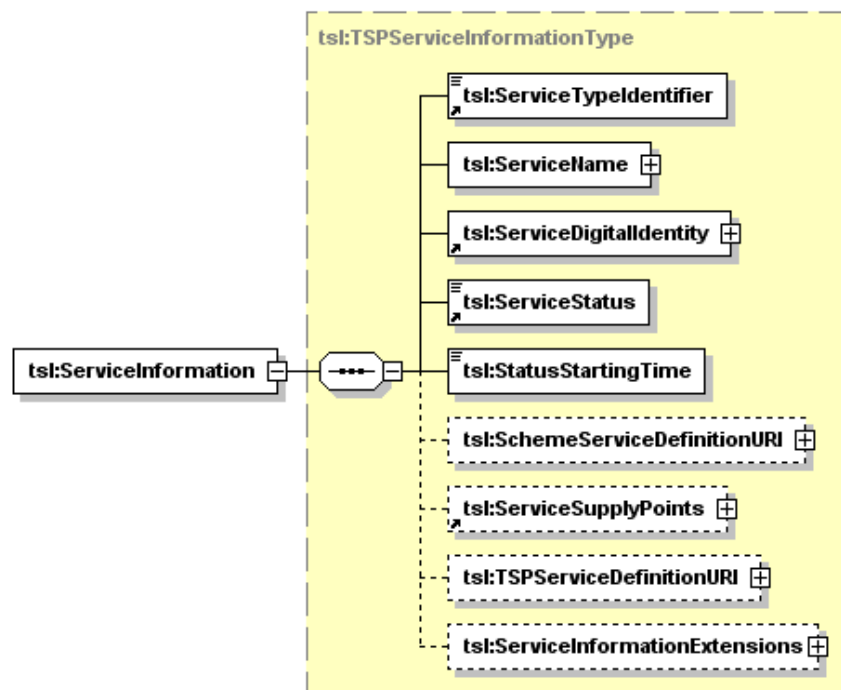 tsl:TSPServiceInformationType
tsl:ServiceTypeIdentifier
tsl:ServiceName
tsl:ServiceDigitalIdentity
tsl:ServiceStatus
tsl:ServiceInformation
tsl:StatusStartingTime
tsl:SchemeServiceDefinitionURI
tsl:ServiceSupplyPoints
tsl:TSPServiceDefinitionURI
tsl:ServiceInformationExtensions